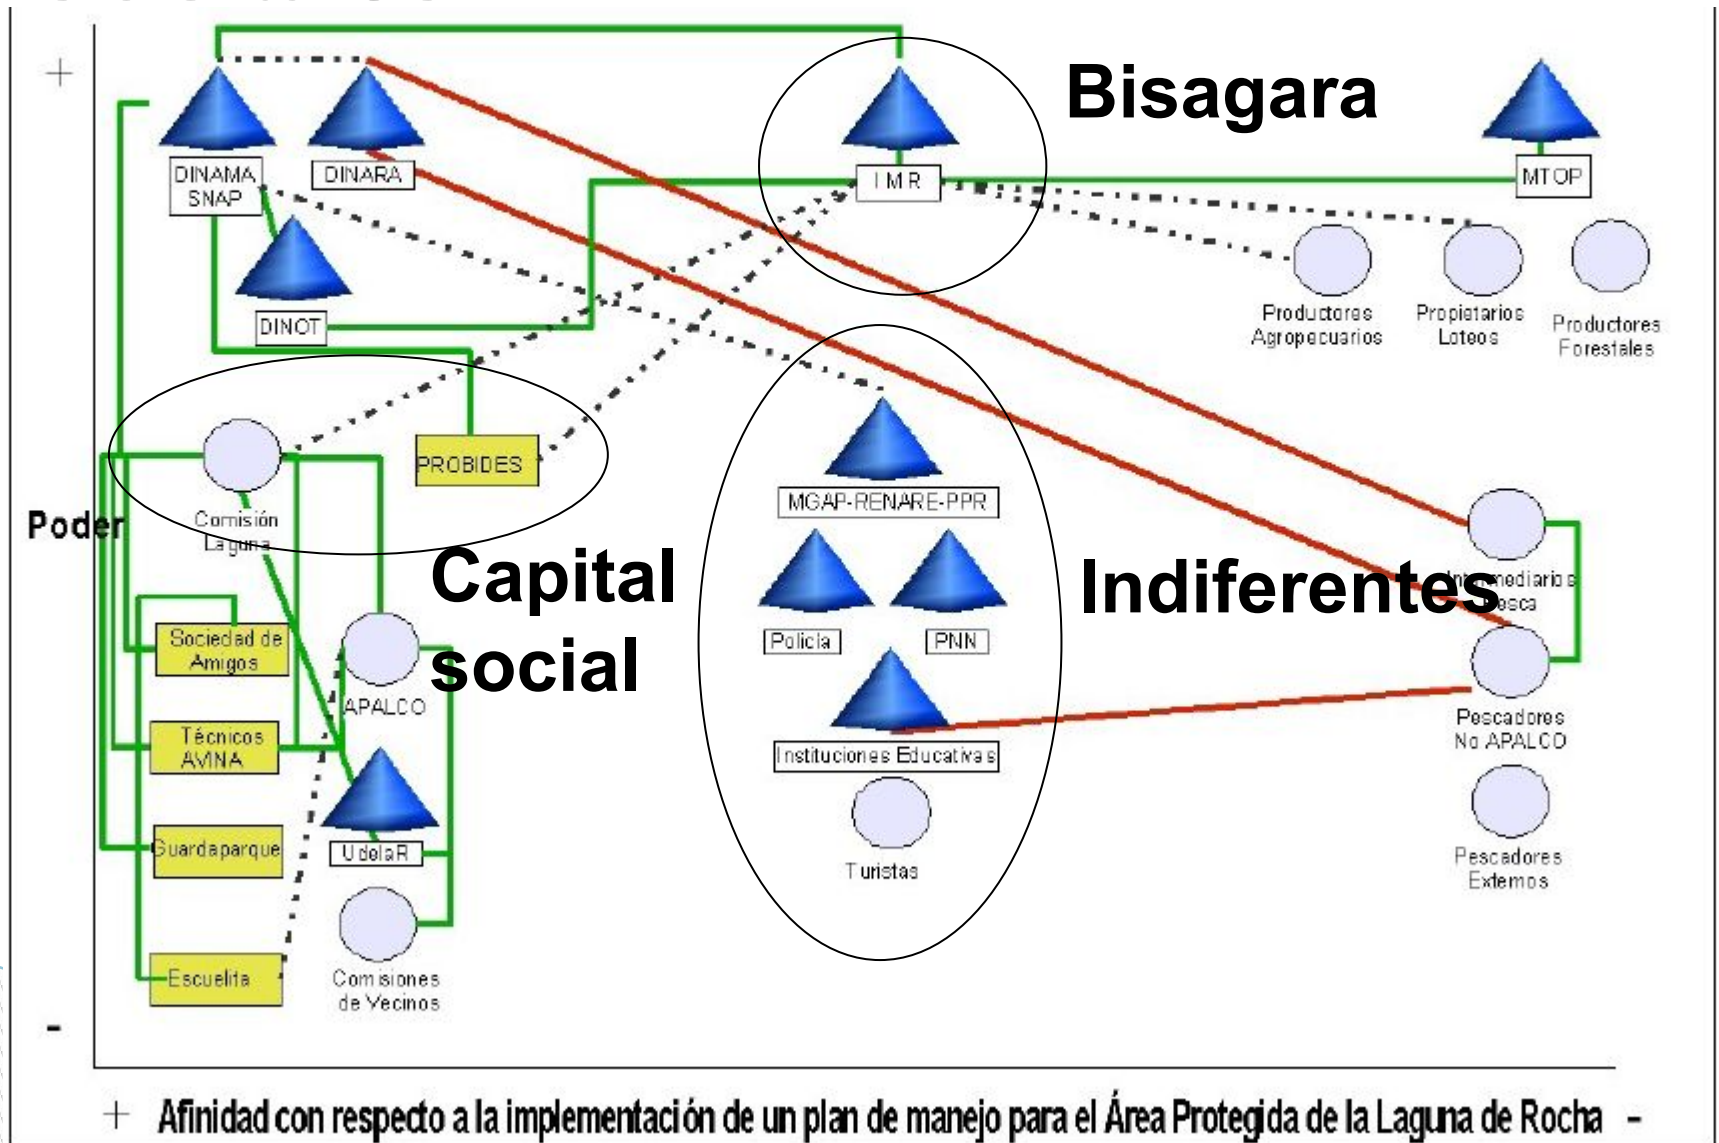 +
Bisagara
DINAMA
SNAP
DINARA
I M R
MTOP
DINOT
Productores
Agropecuarios
Propietarios
Loteos
Productores
Forestales
PROBIDES
MGAP-RENARE-PPR
Poder
Comisión
Laguna
Capital
social
Indiferentes
Intermediarios
Pesca
Policía
PNN
Sociedad de
Amigos
APALCO
Técnicos
AVINA
Instituciones Educativas
Pescadores
No APALCO
Guardaparque
UdelaR
Turistas
Pescadores
Externos
Escuelita
Comisiones
de Vecinos
-
+ Afinidad con respecto a la implementación de un plan de manejo para el Área Protegida de la Laguna de Rocha -